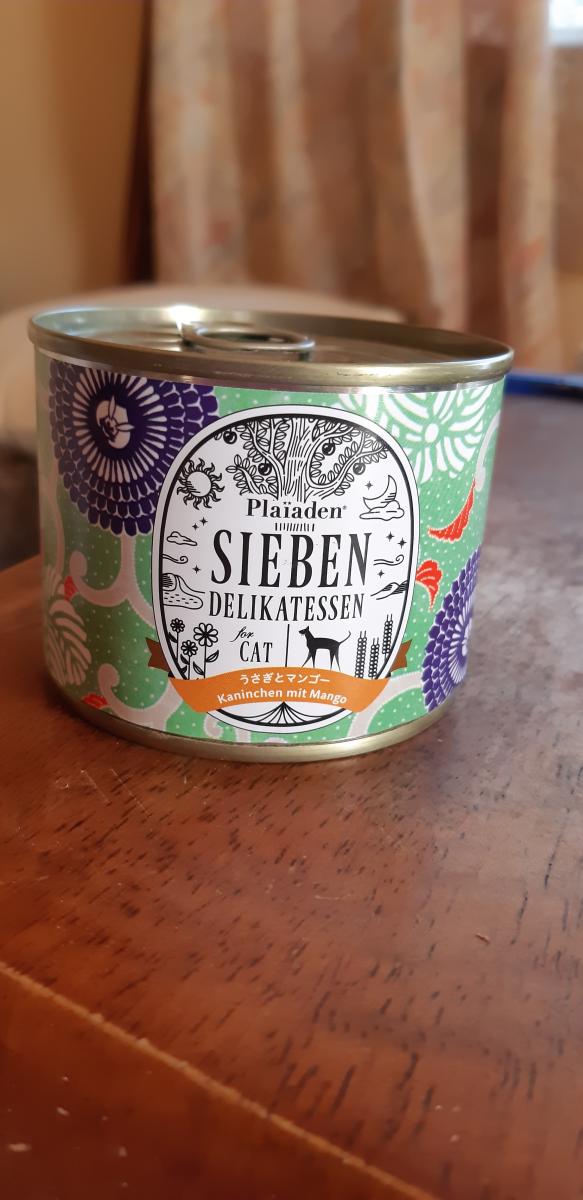 Plaïaden®
SIEBEN
DELIKATESSEN
for
CAT
うさぎとマンゴー
Kaninchen mit Mango